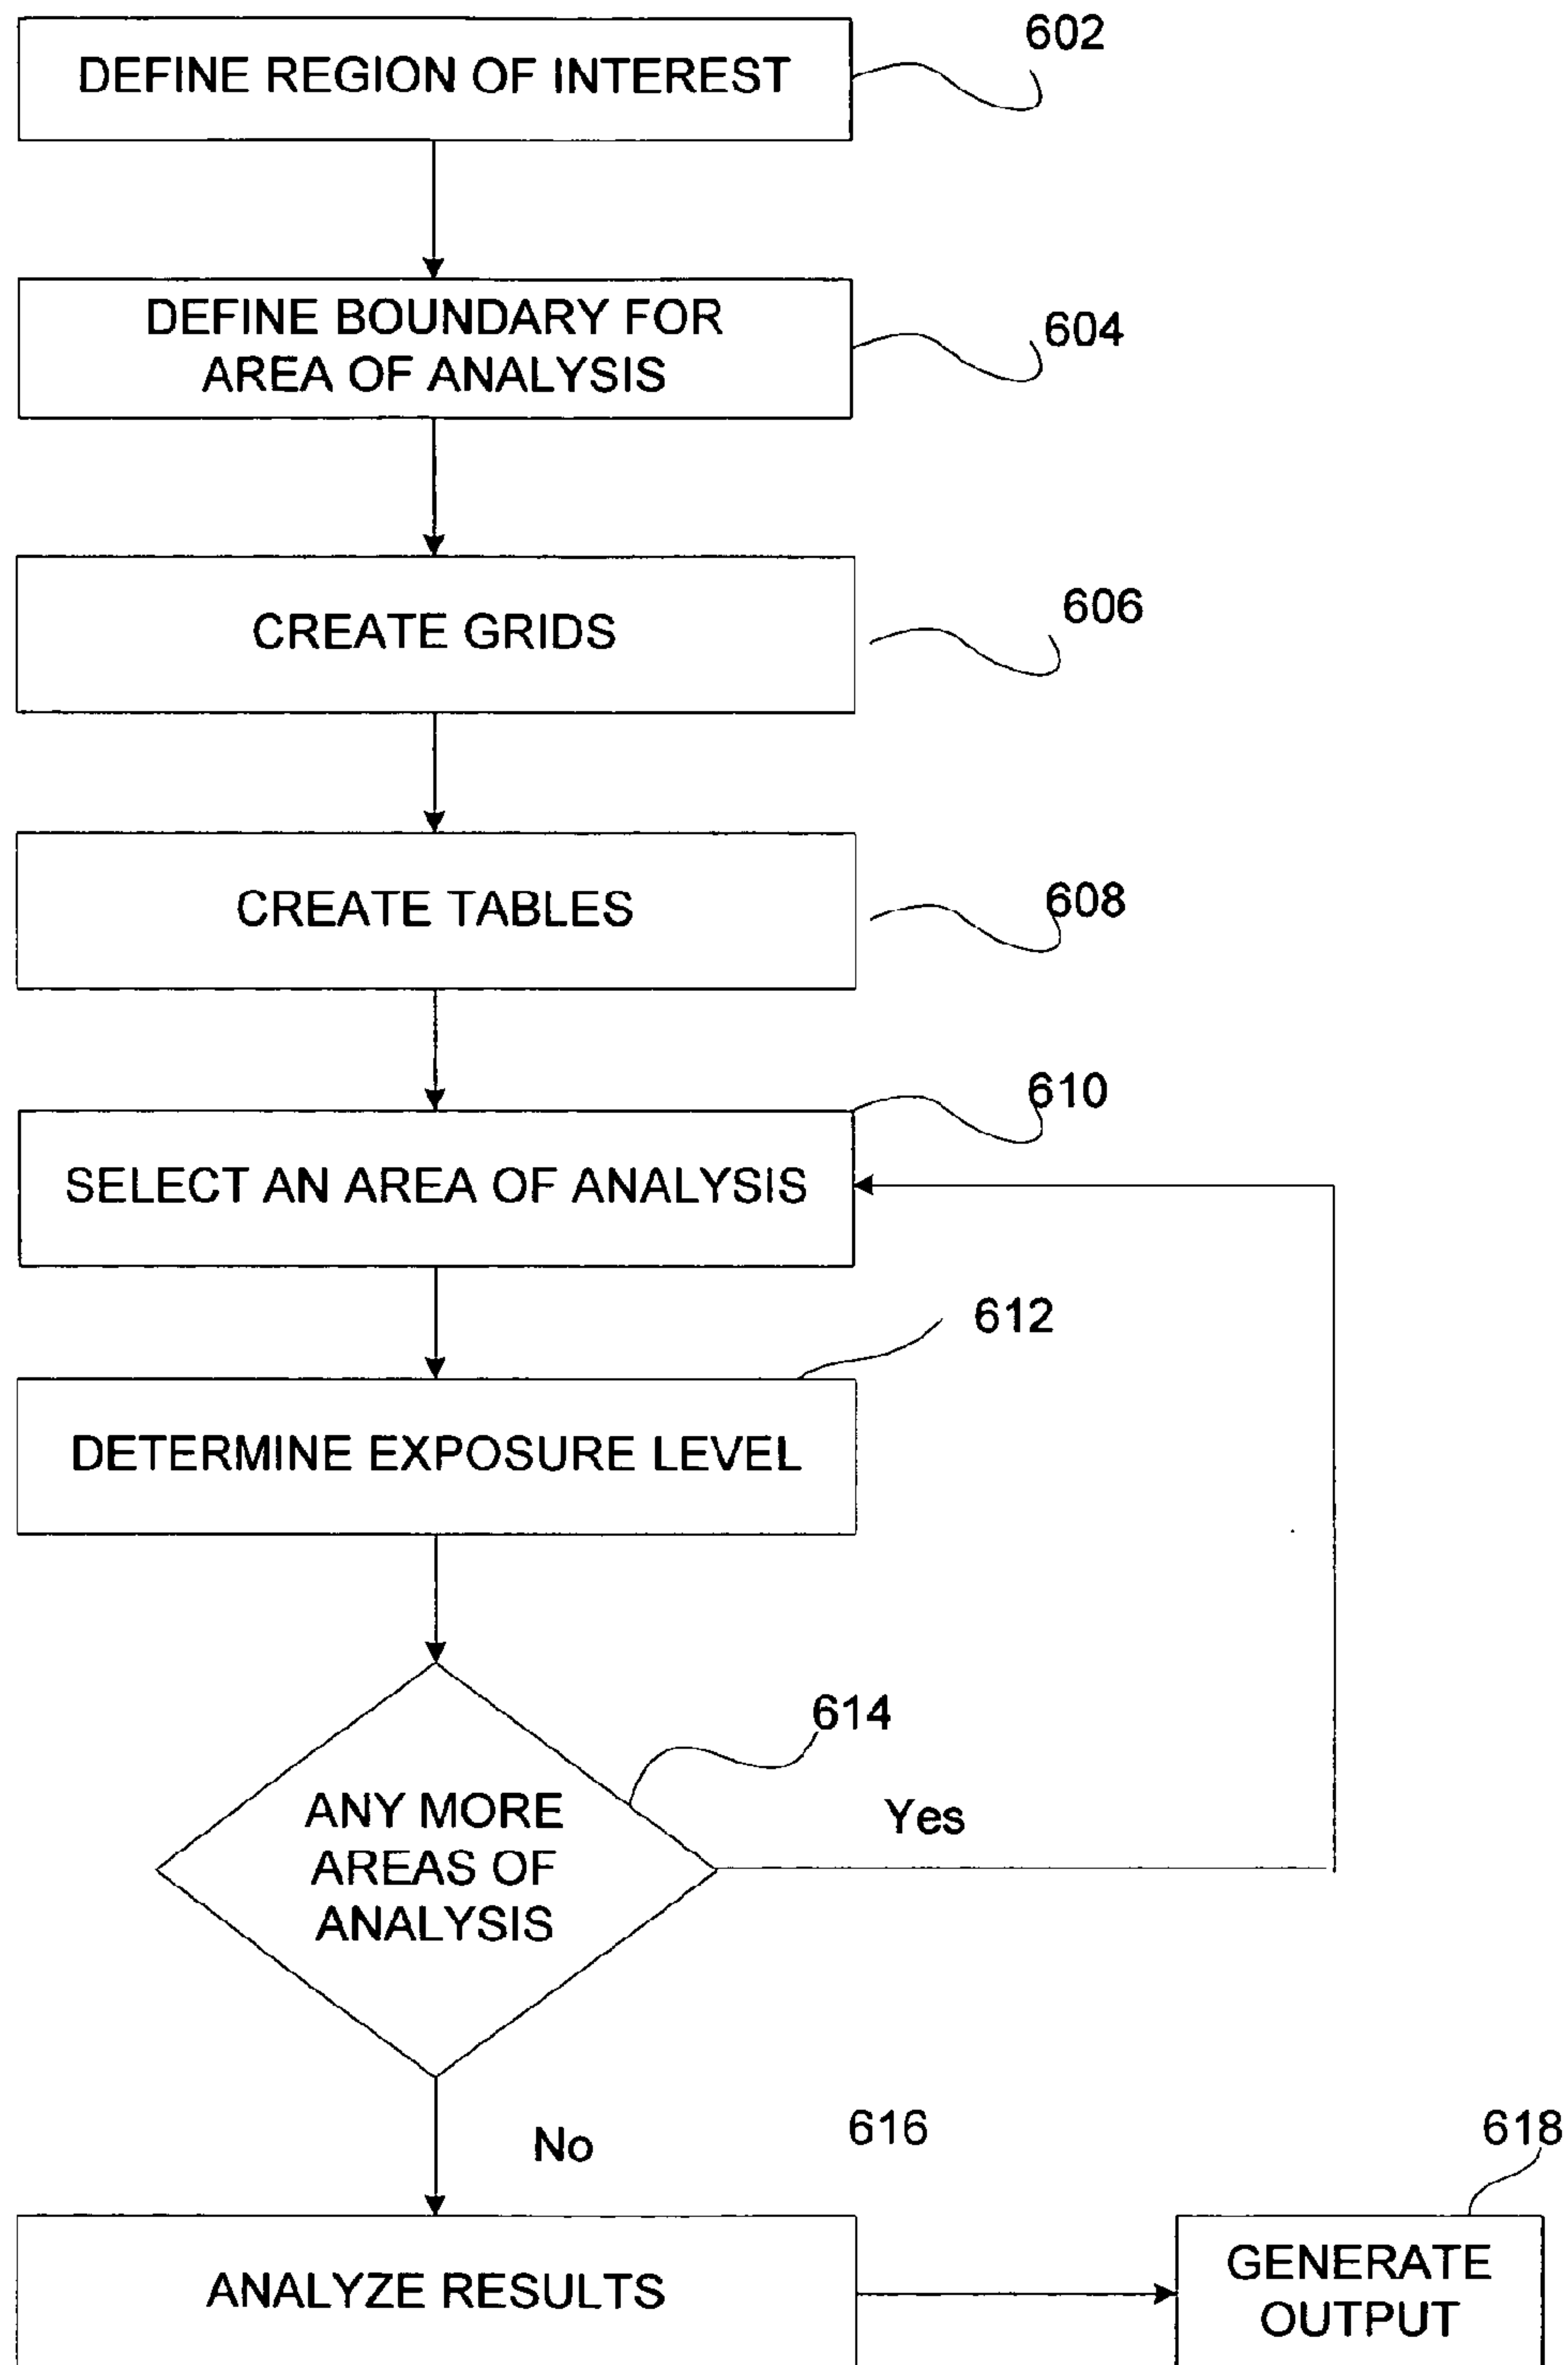 602
DEFINE REGION OF INTEREST
DEFINE BOUNDARY FOR
AREA OF ANALYSIS
604
606
CREATE GRIDS
CREATE TABLES
608
610
SELECT AN AREA OF ANALYSIS
612
DETERMINE EXPOSURE LEVEL
614
ANY MORE
AREAS OF
ANALYSIS
Yes
No
616
618
ANALYZE RESULTS
GENERATE
OUTPUT